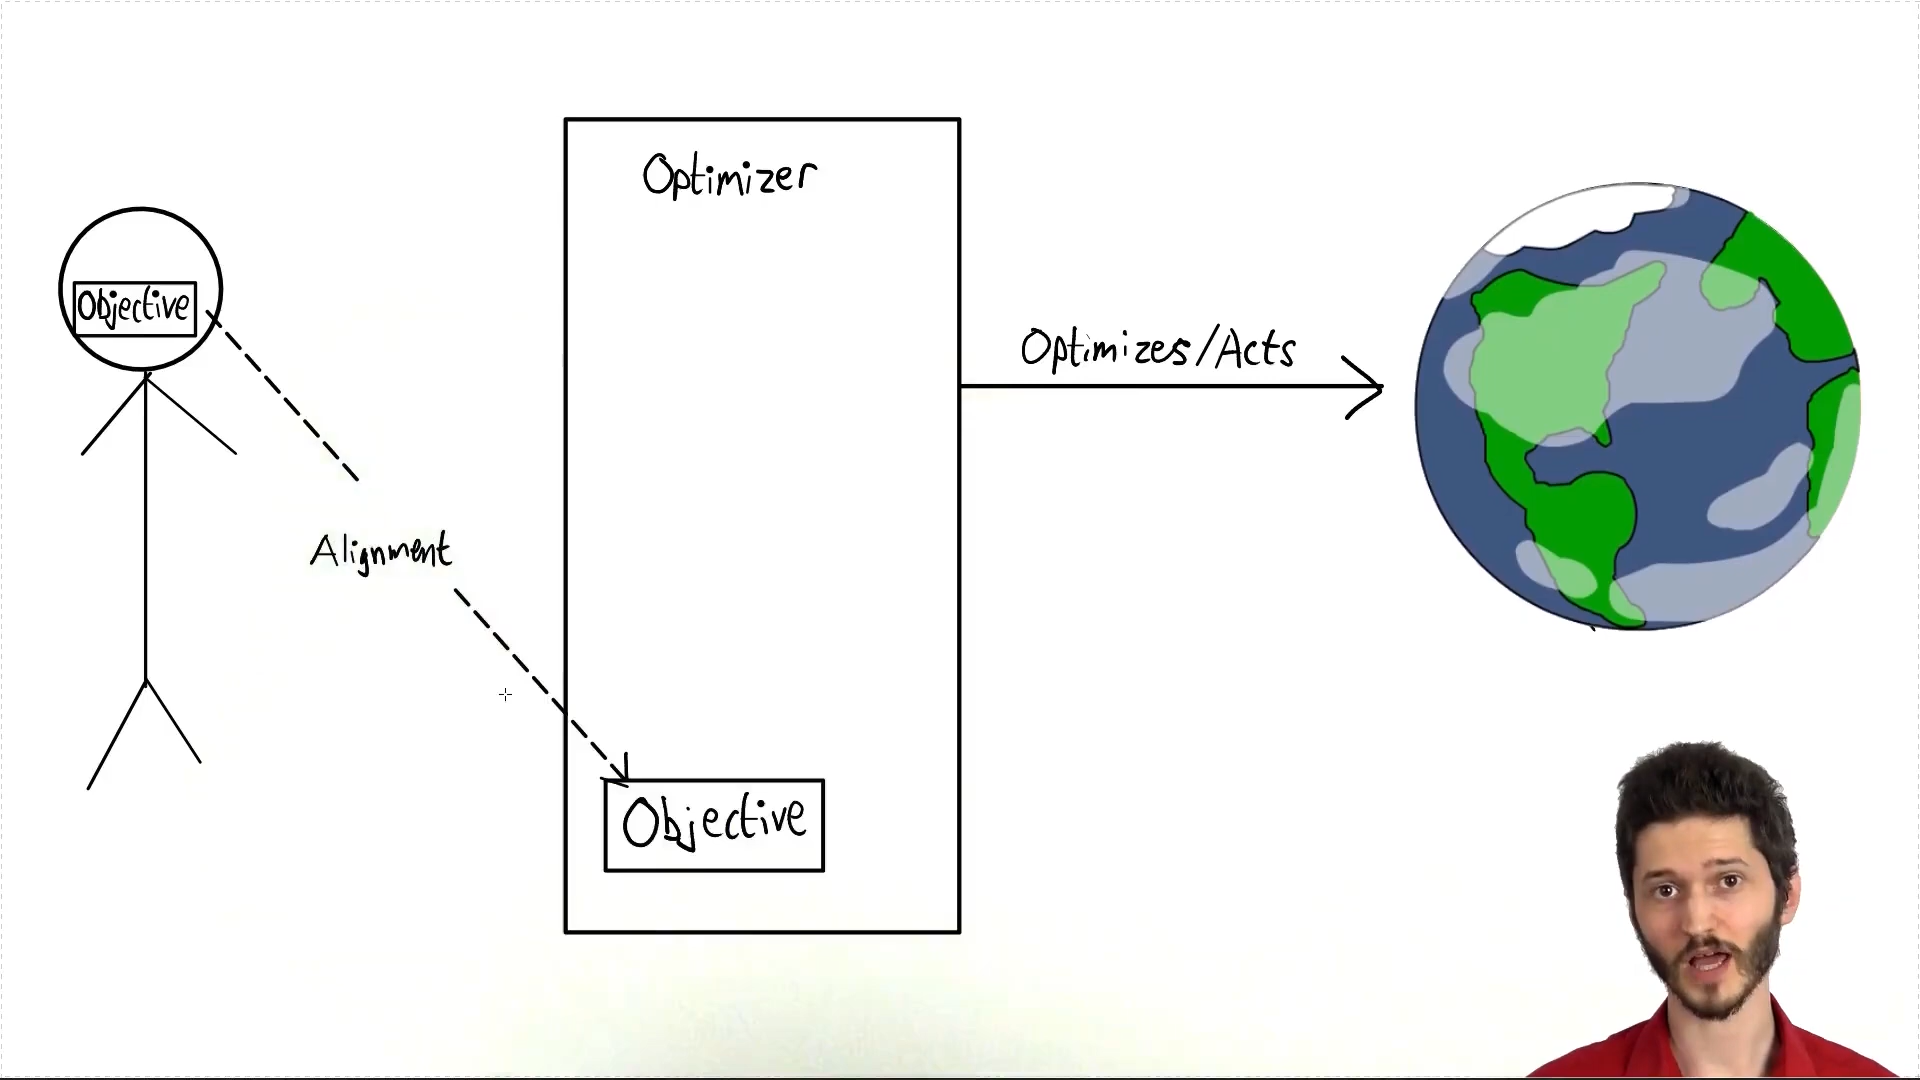 Optimizer
Objective
Optimizes/Acts
Alignment
Objective